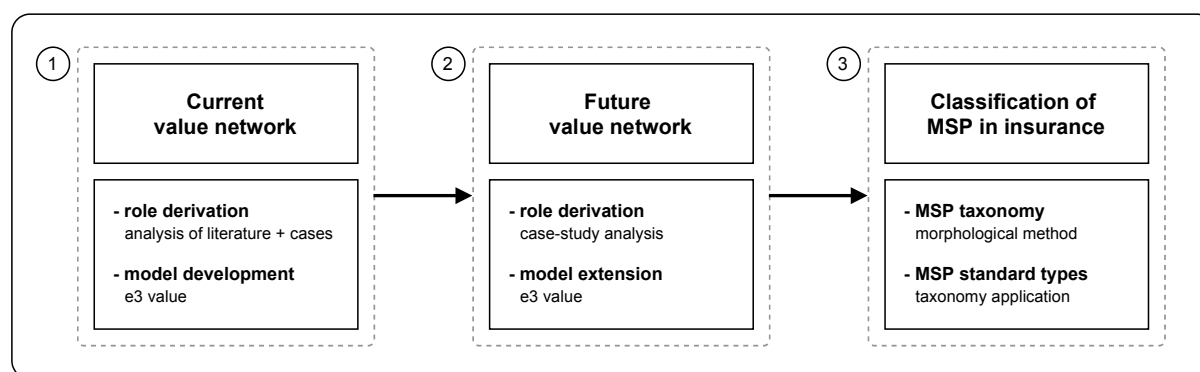 1
Current
value network
- role derivation
analysis of literature + cases
- model development
e3 value
2
Future
value network
- role derivation
case-study analysis
- model extension
e3 value
3
Classification of
MSP in insurance
- MSP taxonomy
morphological method
- MSP standard types
taxonomy application